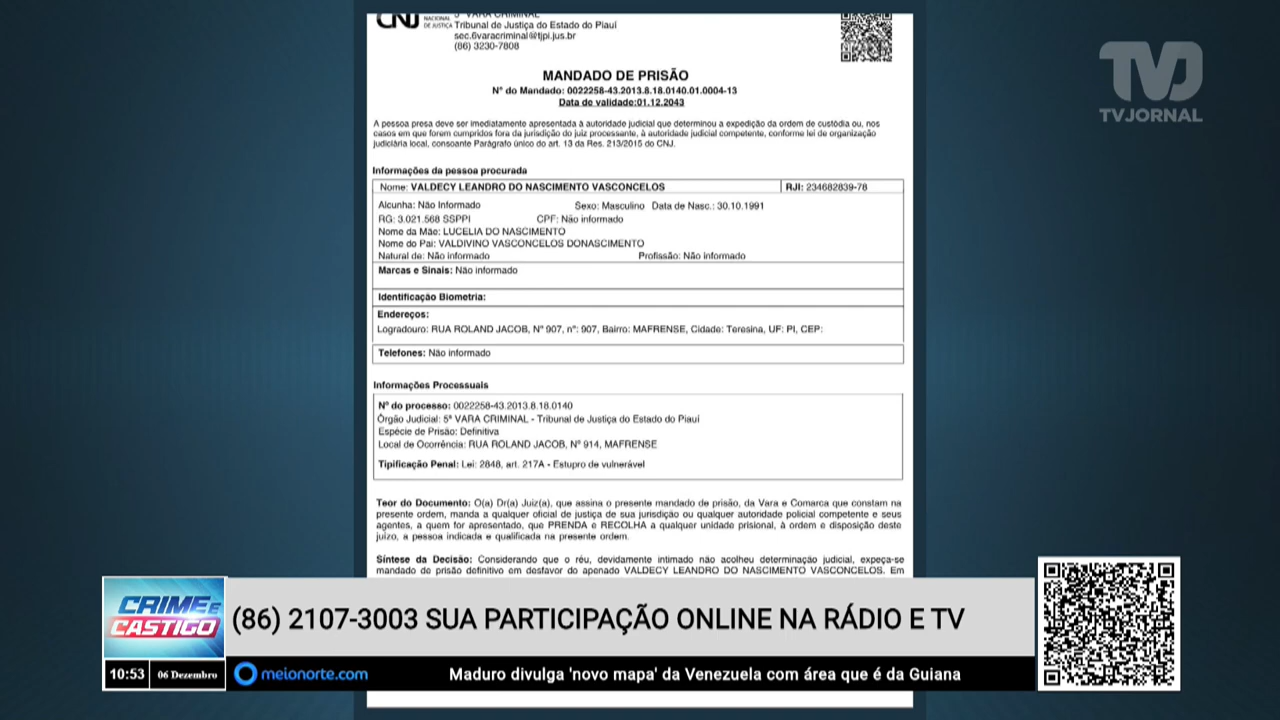 CNJ NACIONAL DE JUSTIÇA
5ª VARA CRIMINAL
Tribunal de Justiça do Estado do Piauí
sec.6varacriminal@tjpi.jus.br
(86) 3230-7808
TVJ
TVJORNAL
MANDADO DE PRISÃO
N° do Mandado: 0022258-43.2013.8.18.0140.01.0004-13
Data de validade:01.12.2043
A pessoa presa deve ser imediatamente apresentada à autoridade judicial que determinou a expedição da ordem de custódia ou, nos
casos em que forem cumpridos fora da jurisdição do juiz processante, à autoridade judicial competente, conforme lei de organização
judiciária local, consoante Parágrafo único do art. 13 da Res. 213/2015 do CNJ.
Informações da pessoa procurada
Nome: VALDECY LEANDRO DO NASCIMENTO VASCONCELOS RJI: 234682839-78
Alcunha: Não Informado Sexo: Masculino Data de Nasc.: 30.10.1991
RG: 3.021.568 SSPPI CPF: Não informado
Nome da Mãe: LUCELIA DO NASCIMENTO
Nome do Pai: VALDIVINO VASCONCELOS DONASCIMENTO
Natural de: Não informado Profissão: Não informado
Marcas e Sinais: Não informado
Identificação Biometria:
Endereços:
Logradouro: RUA ROLAND JACOB, Nº 907, nº: 907, Bairro: MAFRENSE, Cidade: Teresina, UF: PI, CEP:
Telefones: Não informado
Informações Processuais
Nº do processo: 0022258-43.2013.8.18.0140
Órgão Judicial: 5ª VARA CRIMINAL - Tribunal de Justiça do Estado do Piauí
Espécie de Prisão: Definitiva
Local de Ocorrência: RUA ROLAND JACOB, Nº 914, MAFRENSE
Tipificação Penal: Lei: 2848, art. 217A - Estupro de vulnerável
Teor do Documento: O(a) Dr(a) Juiz(a), que assina o presente mandado de prisão, da Vara e Comarca que constam na
presente ordem, manda a qualquer oficial de justiça de sua jurisdição ou qualquer autoridade policial competente e seus
agentes, a quem for apresentado, que PRENDA e RECOLHA a qualquer unidade prisional, à ordem e disposição deste
juízo, a pessoa indicada e qualificada na presente ordem.
Síntese da Decisão: Considerando que o réu, devidamente intimado não acolheu determinação judicial, expeça-se
mandado de prisão definitivo em desfavor do apenado VALDECY LEANDRO DO NASCIMENTO VASCONCELOS. Em
CRIME E
CASTIGO
(86) 2107-3003 SUA PARTICIPAÇÃO ONLINE NA RÁDIO E TV
10:53 06 Dezembro meionorte.com Maduro divulga 'novo mapa' da Venezuela com área que é da Guiana